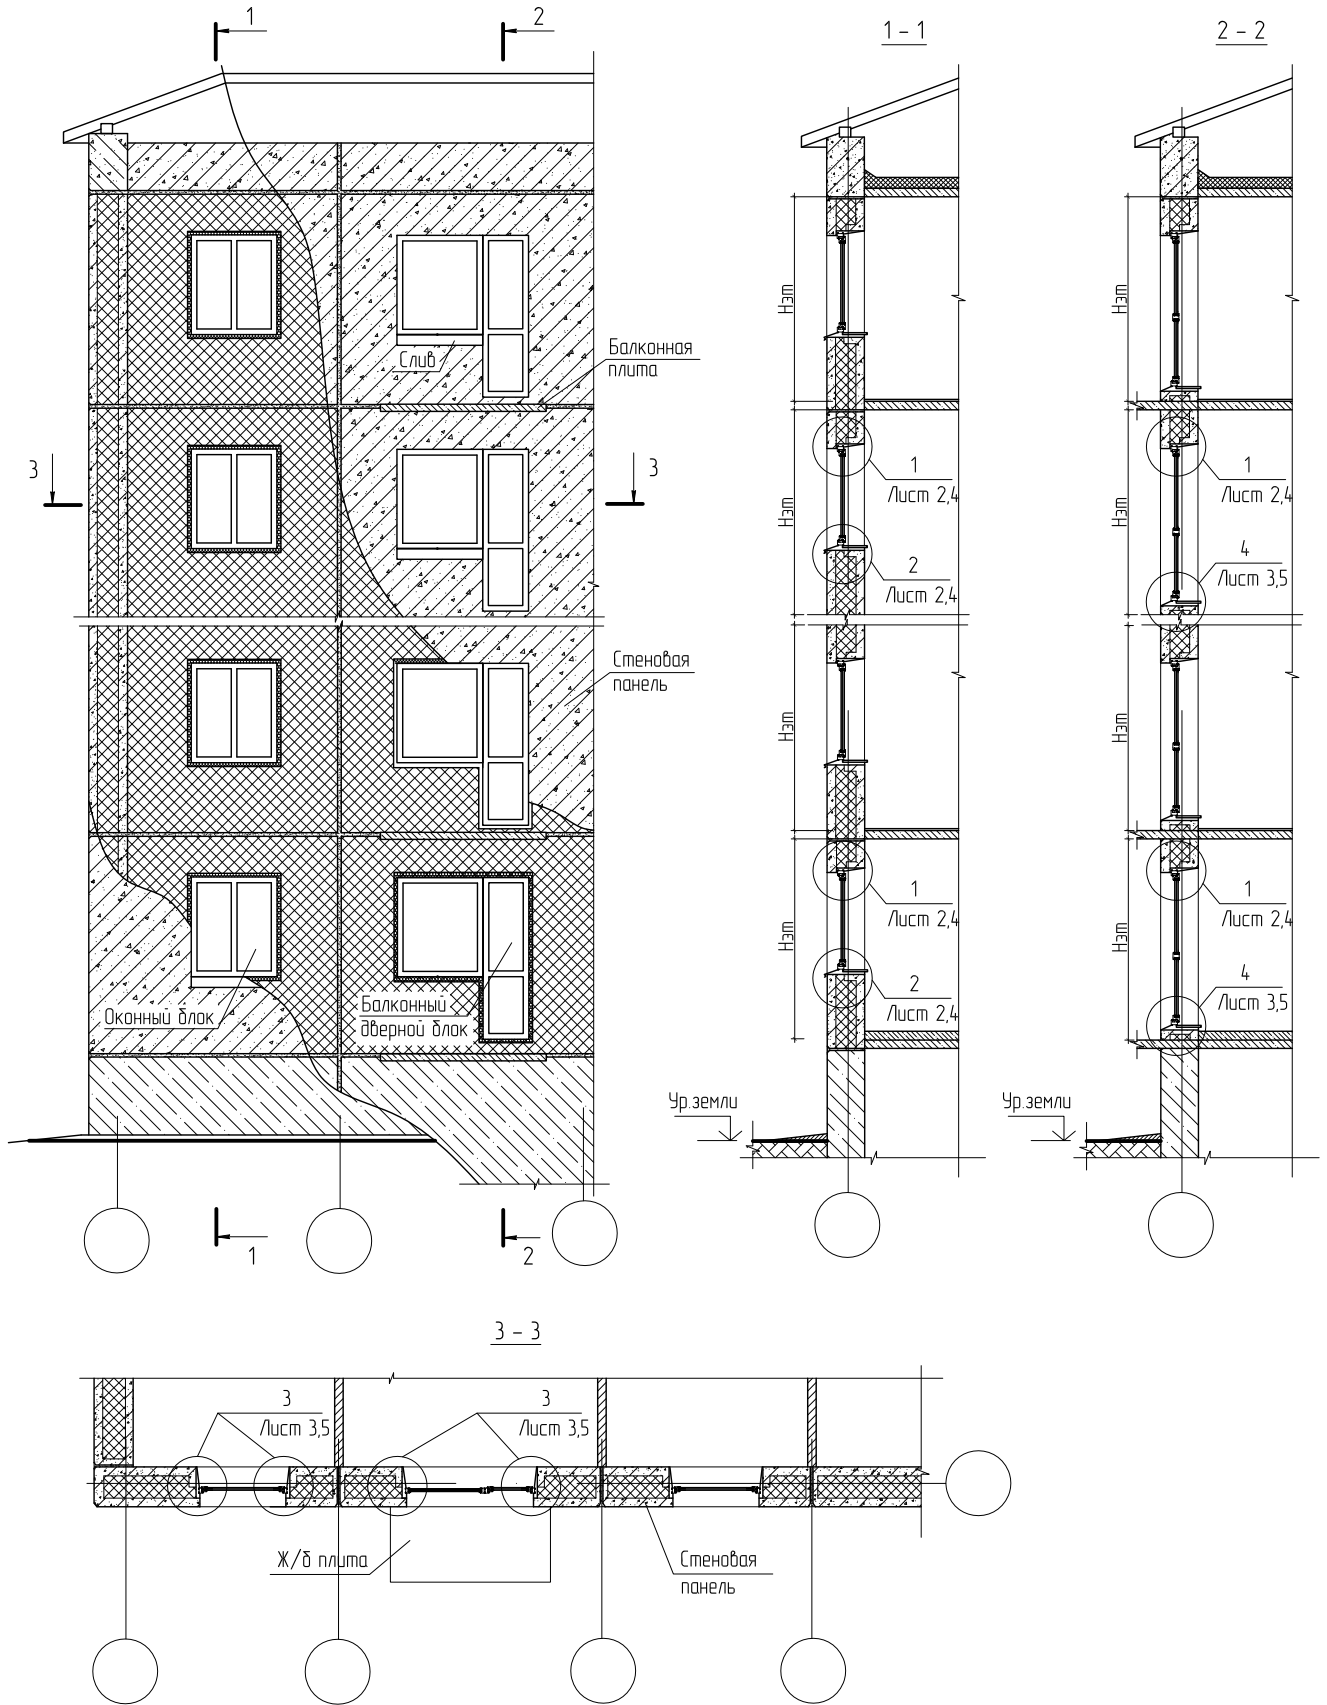 1
2
1 - 1
2 - 2
Слив
Балконная
плита
3
3
Стеновая
панель
Оконный блок
Балконный
дверной блок
1
2
Нэт
Нэт
Нэт
Нэт
1
Лист 2,4
2
Лист 2,4
1
Лист 2,4
2
Лист 2,4
Ур.земли
Нэт
Нэт
Нэт
Нэт
1
Лист 2,4
4
Лист 3,5
1
Лист 2,4
4
Лист 3,5
Ур.земли
3 - 3
3
Лист 3,5
3
Лист 3,5
Ж/б плита
Стеновая
панель